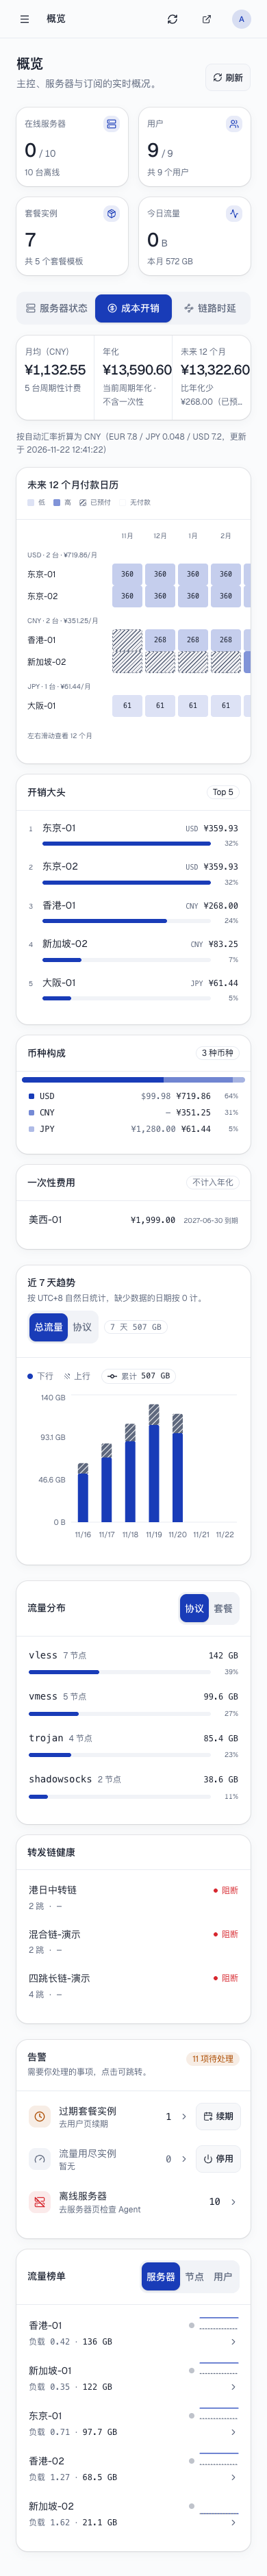 概览
A
概览
主控、服务器与订阅的实时概况。
刷新
在线服务器
0 / 10
10 台离线
用户
9 / 9
共 9 个用户
套餐实例
7
共 5 个套餐模板
今日流量
0 B
本月 572 GB
服务器状态
成本开销
链路时延
月均（CNY）
¥1,132.55
5 台周期性计费
年化
¥13,590.60
当前周期年化 ·
不含一次性
未来 12 个月
¥13,322.60
比年化少
¥268.00（已预...
按自动汇率折算为 CNY（EUR 7.8 / JPY 0.048 / USD 7.2，更新
于 2026-11-22 12:41:22）
未来 12 个月付款日历
低 高 已预付 无付款
11月 12月 1月 2月
USD · 2 台 · ¥719.86/月
东京-01 360 360 360 360
东京-02 360 360 360 360
CNY · 2 台 · ¥351.25/月
香港-01 268 268 268
新加坡-02
JPY · 1 台 · ¥61.44/月
大阪-01 61 61 61 61
左右滑动查看 12 个月
开销大头
Top 5
1 东京-01 USD ¥359.93
32%
2 东京-02 USD ¥359.93
32%
3 香港-01 CNY ¥268.00
24%
4 新加坡-02 CNY ¥83.25
7%
5 大阪-01 JPY ¥61.44
5%
币种构成
3 种币种
USD $99.98 ¥719.86 64%
CNY – ¥351.25 31%
JPY ¥1,280.00 ¥61.44 5%
一次性费用
不计入年化
美西-01 ¥1,999.00 2027-06-30 到期
近 7 天趋势
按 UTC+8 自然日统计，缺少数据的日期按 0 计。
总流量 协议
7 天 507 GB
下行 上行 累计 507 GB
140 GB
93.1 GB
46.6 GB
0 B
11/16 11/17 11/18 11/19 11/20 11/21 11/22
流量分布
协议 套餐
vless 7 节点 142 GB
39%
vmess 5 节点 99.6 GB
27%
trojan 4 节点 85.4 GB
23%
shadowsocks 2 节点 38.6 GB
11%
转发链健康
港日中转链 阻断
2 跳 · –
混合链-演示 阻断
2 跳 · –
四跳长链-演示 阻断
4 跳 · –
告警
11 项待处理
需要你处理的事项，点击可跳转。
过期套餐实例
去用户页续期
1
续期
流量用尽实例
暂无
0
停用
离线服务器
去服务器页检查 Agent
10
流量榜单
服务器 节点 用户
香港-01
负载 0.42 · 136 GB
新加坡-01
负载 0.35 · 122 GB
东京-01
负载 0.71 · 97.7 GB
香港-02
负载 1.27 · 68.5 GB
新加坡-02
负载 1.62 · 21.1 GB